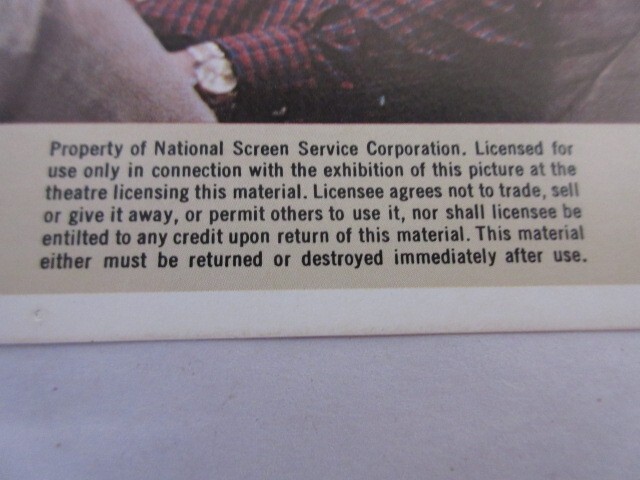 Property of National Screen Service Corporation. Licensed for
use only in connection with the exhibition of this picture at the
theatre licensing this material. Licensee agrees not to trade, sell
or give it away, or permit others to use it, nor shall licensee be
entilted to any credit upon return of this material. This material
either must be returned or destroyed immediately after use.